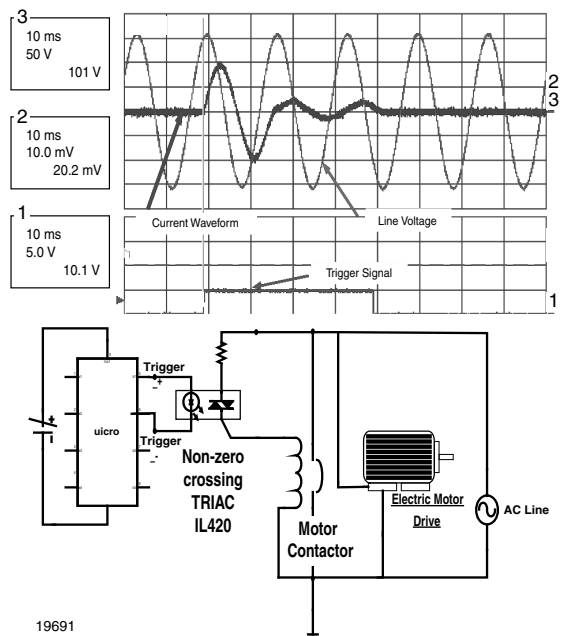 3
10 ms
50 V
101 V
2
10 ms
10.0 mV
20.2 mV
1
10 ms
5.0 V
10.1 V
2
3
Current Waveform
Line Voltage
Trigger Signal
1
Trigger
+
−
uicro
+
−
Trigger
Non-zero
crossing
TRIAC
IL420
Motor
Contactor
Electric Motor
Drive
AC Line
19691